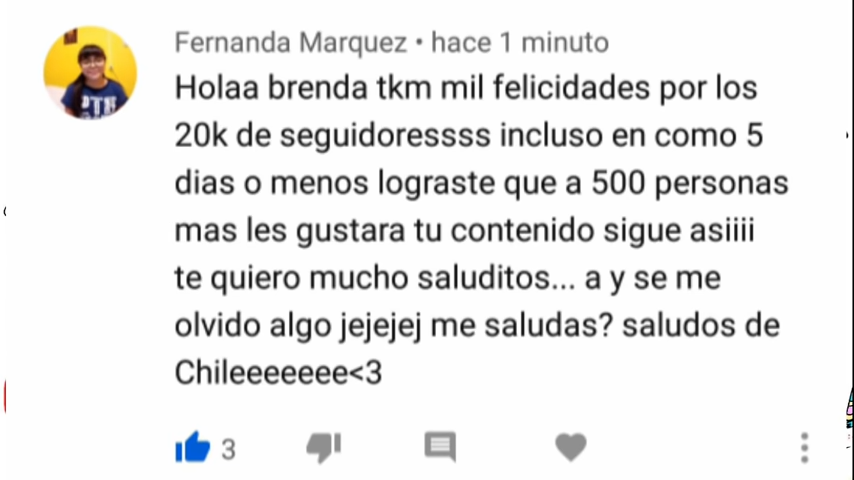 Fernanda Marquez • hace 1 minuto
Holaa brenda tkm mil felicidades por los
20k de seguidoressss incluso en como 5
dias o menos lograste que a 500 personas
mas les gustara tu contenido sigue asiiii
te quiero mucho saluditos... a y se me
olvido algo jejejej me saludas? saludos de
Chileeeeeee<3
3